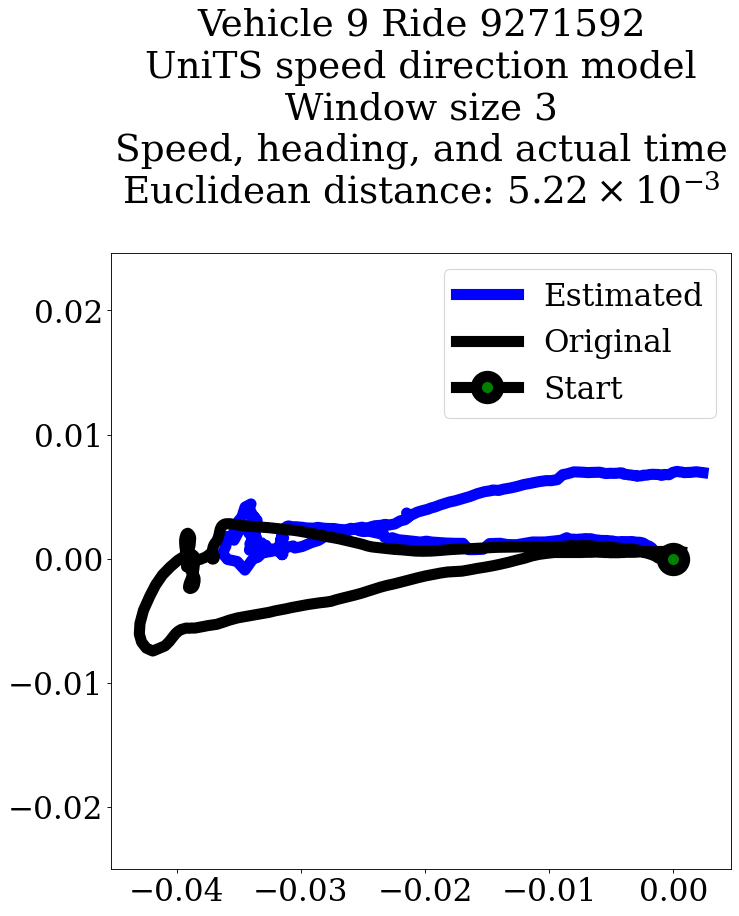 Vehicle 9 Ride 9271592
UniTS speed direction model
Window size 3
Speed, heading, and actual time
Euclidean distance: 5.22 × 10⁻³
Estimated
Original
Start
0.02
0.01
0.00
−0.01
−0.02
−0.04 −0.03 −0.02 −0.01 0.00